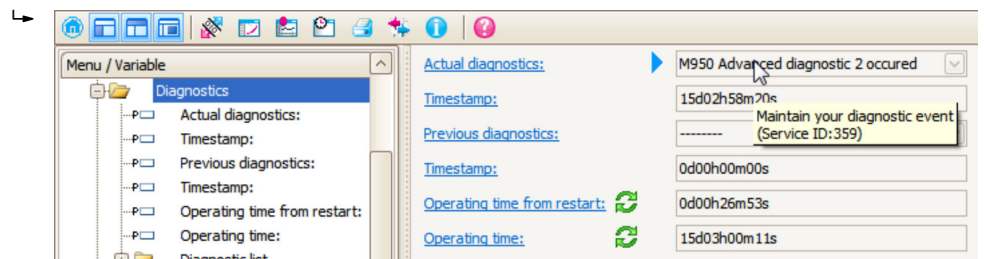 Menu / Variable
Diagnostics
Actual diagnostics:
Timestamp:
Previous diagnostics:
Timestamp:
Operating time from restart:
Operating time:
Diagnostic list
Actual diagnostics:
M950 Advanced diagnostic 2 occured
Timestamp:
15d02h58m20s
Maintain your diagnostic event
(Service ID:359)
Previous diagnostics:
--------
Timestamp:
0d00h00m00s
Operating time from restart:
0d00h26m53s
Operating time:
15d03h00m11s